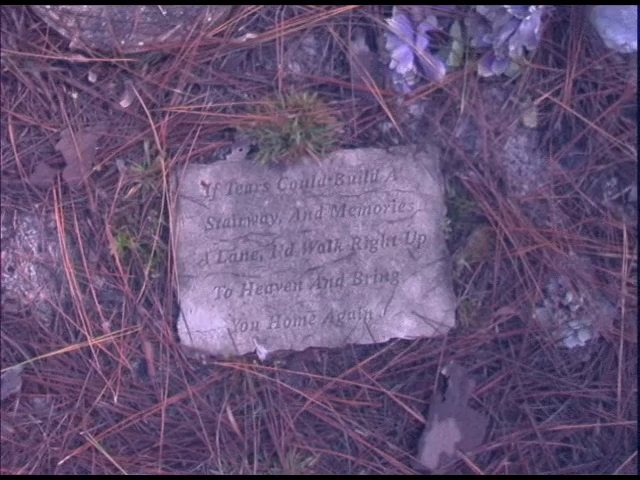 If Tears Could Build A
Stairway, And Memories
A Lane, I'd Walk Right Up
To Heaven And Bring
You Home Again